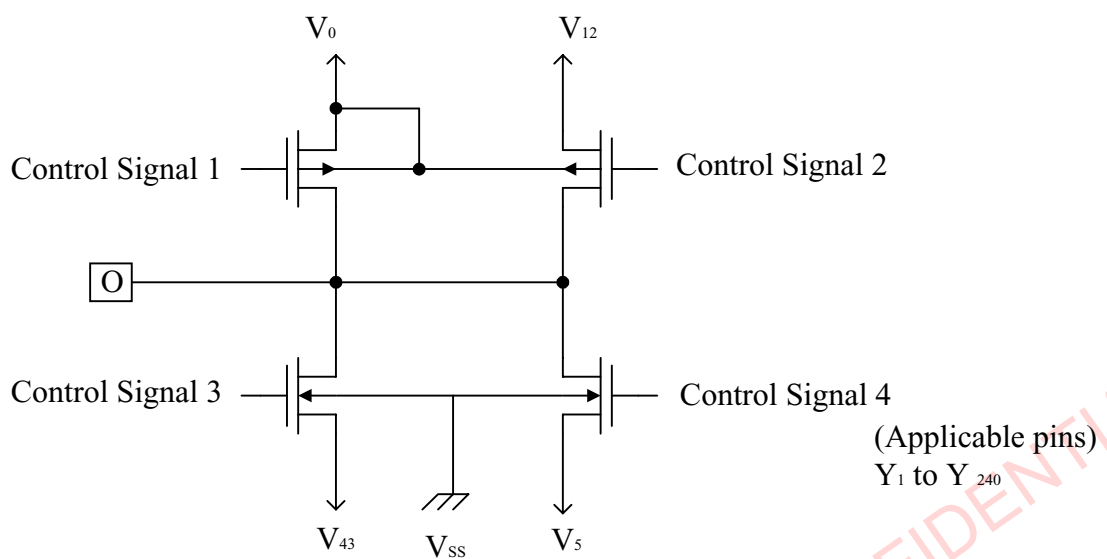 V0 V12
Control Signal 1
Control Signal 2
O
Control Signal 3
Control Signal 4
(Applicable pins)
Y1 to Y 240
V43 VSS V5